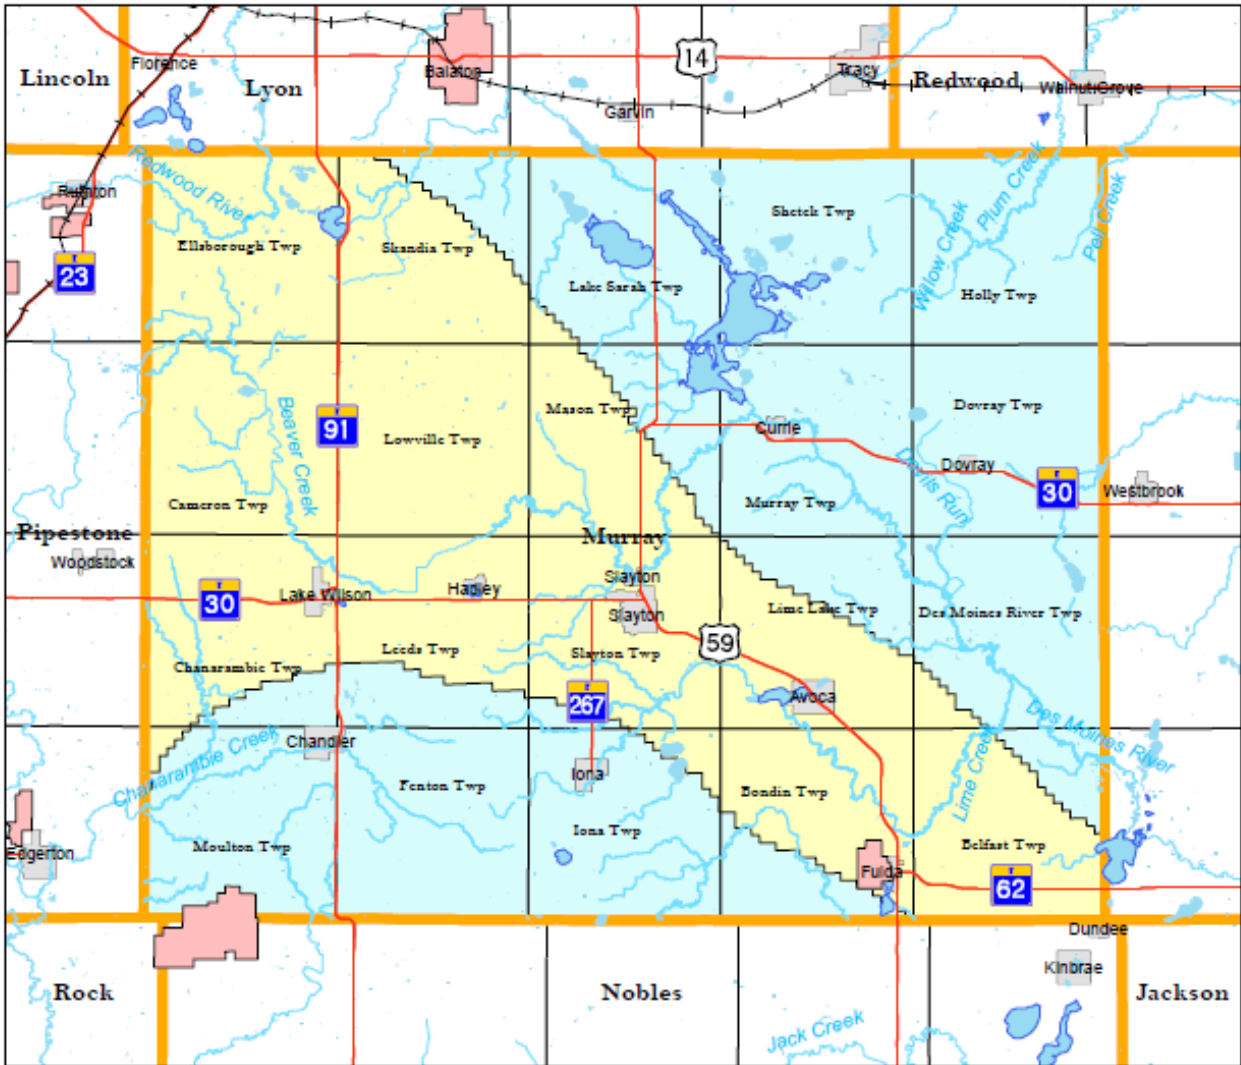 14
Lincoln
Florence
Lyon
Balaton
Garvin
Tracy
Redwood
Walnut Grove
Redwood River
Ruthton
Ellsborough Twp
Skandia Twp
Lake Sarah Twp
Shetek Twp
Willow Creek
Plum Creek
Pell Creek
Holly Twp
23
Beaver Creek
91
Lowville Twp
Mason Twp
Currie
Dovray Twp
Dovray
Devils Run
30
Westbrook
Cameron Twp
Murray Twp
Pipestone
Murray
Woodstock
30
Lake Wilson
Hadley
Slayton
Slayton
Lime Lake Twp
Des Moines River Twp
59
Chanarambie Twp
Leeds Twp
Slayton Twp
267
Avoca
Des Moines River
Chandler
Chanarambie Creek
Fenton Twp
Iona
Bondin Twp
Lime Creek
Edgerton
Moulton Twp
Iona Twp
Belfast Twp
Fulda
62
Dundee
Kinbrae
Rock
Nobles
Jackson
Jack Creek